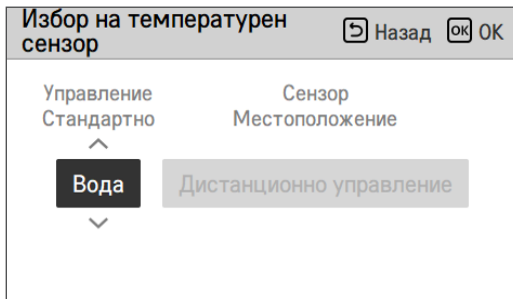 Избор на температурен
сензор
Назад OK OK
Управление
Стандартно
Сензор
Местоположение
Вода
Дистанционно управление